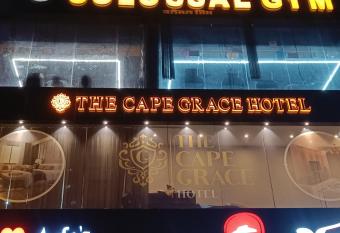 COLOSSAL GYM
THE CAPE GRACE HOTEL
THE
CAPE
GRACE
HOTEL